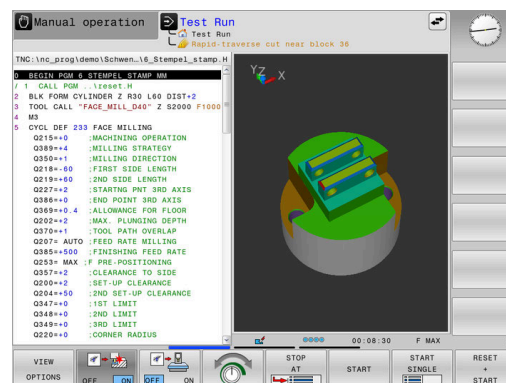 Manual operation
Test Run
Test Run
Rapid-traverse cut near block 36
TNC:\nc_prog\demo\Schwen…\6_Stempel_stamp.H
0 BEGIN PGM 6_STEMPEL_STAMP MM
/ 1 CALL PGM ..\reset.H
2 BLK FORM CYLINDER Z R30 L60 DIST+2
3 TOOL CALL "FACE_MILL_D40" Z S2000 F1000
4 M3
5 CYCL DEF 233 FACE MILLING
Q215=+0 ;MACHINING OPERATION
Q389=+4 ;MILLING STRATEGY
Q350=+1 ;MILLING DIRECTION
Q218=-60 ;FIRST SIDE LENGTH
Q219=+60 ;2ND SIDE LENGTH
Q227=+2 ;STARTNG PNT 3RD AXIS
Q386=+0 ;END POINT 3RD AXIS
Q369=+0.4 ;ALLOWANCE FOR FLOOR
Q202=+2 ;MAX. PLUNGING DEPTH
Q370=+1 ;TOOL PATH OVERLAP
Q207= AUTO ;FEED RATE MILLING
Q385=+500 ;FINISHING FEED RATE
Q253= MAX ;F PRE-POSITIONING
Q357=+2 ;CLEARANCE TO SIDE
Q200=+2 ;SET-UP CLEARANCE
Q204=+50 ;2ND SET-UP CLEARANCE
Q347=+0 ;1ST LIMIT
Q348=+0 ;2ND LIMIT
Q349=+0 ;3RD LIMIT
Q220=+0 ;CORNER RADIUS
Y Z X
00:08:30 F MAX
VIEW OPTIONS
OFF ON
OFF ON
STOP AT
START
START SINGLE
RESET + START